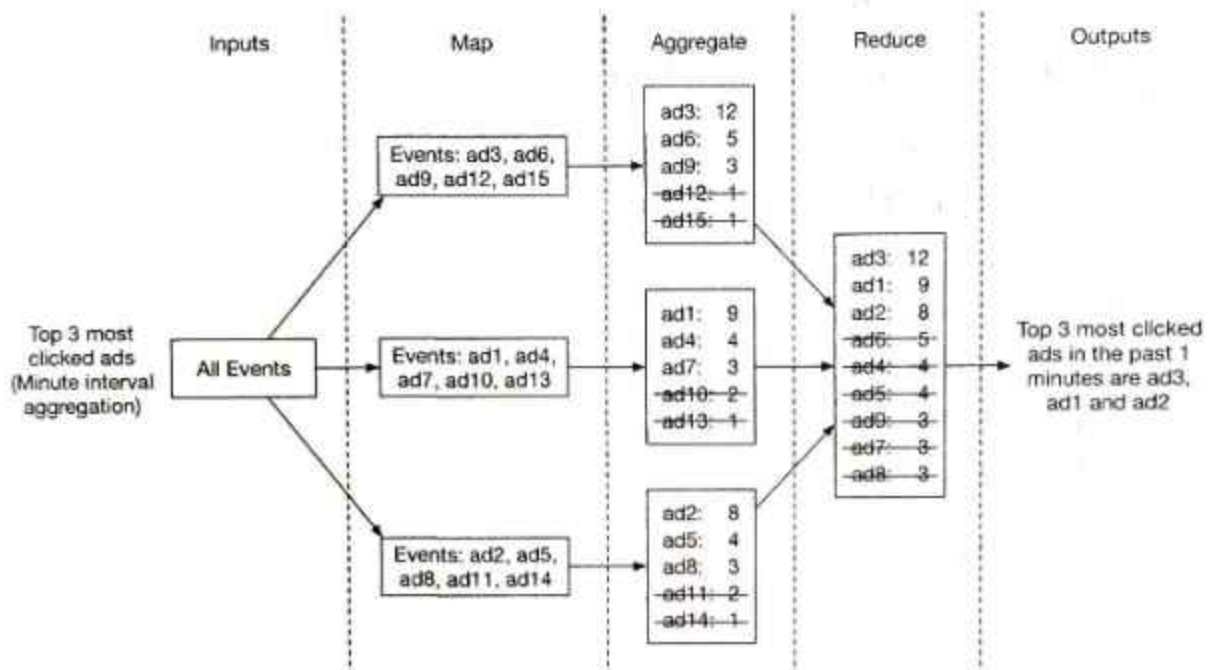 Inputs
Map
Aggregate
Reduce
Outputs
Top 3 most
clicked ads
(Minute interval
aggregation)
All Events
Events: ad3, ad6,
ad9, ad12, ad15
Events: ad1, ad4,
ad7, ad10, ad13
Events: ad2, ad5,
ad8, ad11, ad14
ad3: 12
ad6: 5
ad9: 3
ad12: 1
ad15: 1
ad1: 9
ad4: 4
ad7: 3
ad10: 2
ad13: 1
ad2: 8
ad5: 4
ad8: 3
ad11: 2
ad14: 1
ad3: 12
ad1: 9
ad2: 8
ad6: 5
ad4: 4
ad5: 4
ad9: 3
ad7: 3
ad8: 3
Top 3 most clicked
ads in the past 1
minutes are ad3,
ad1 and ad2